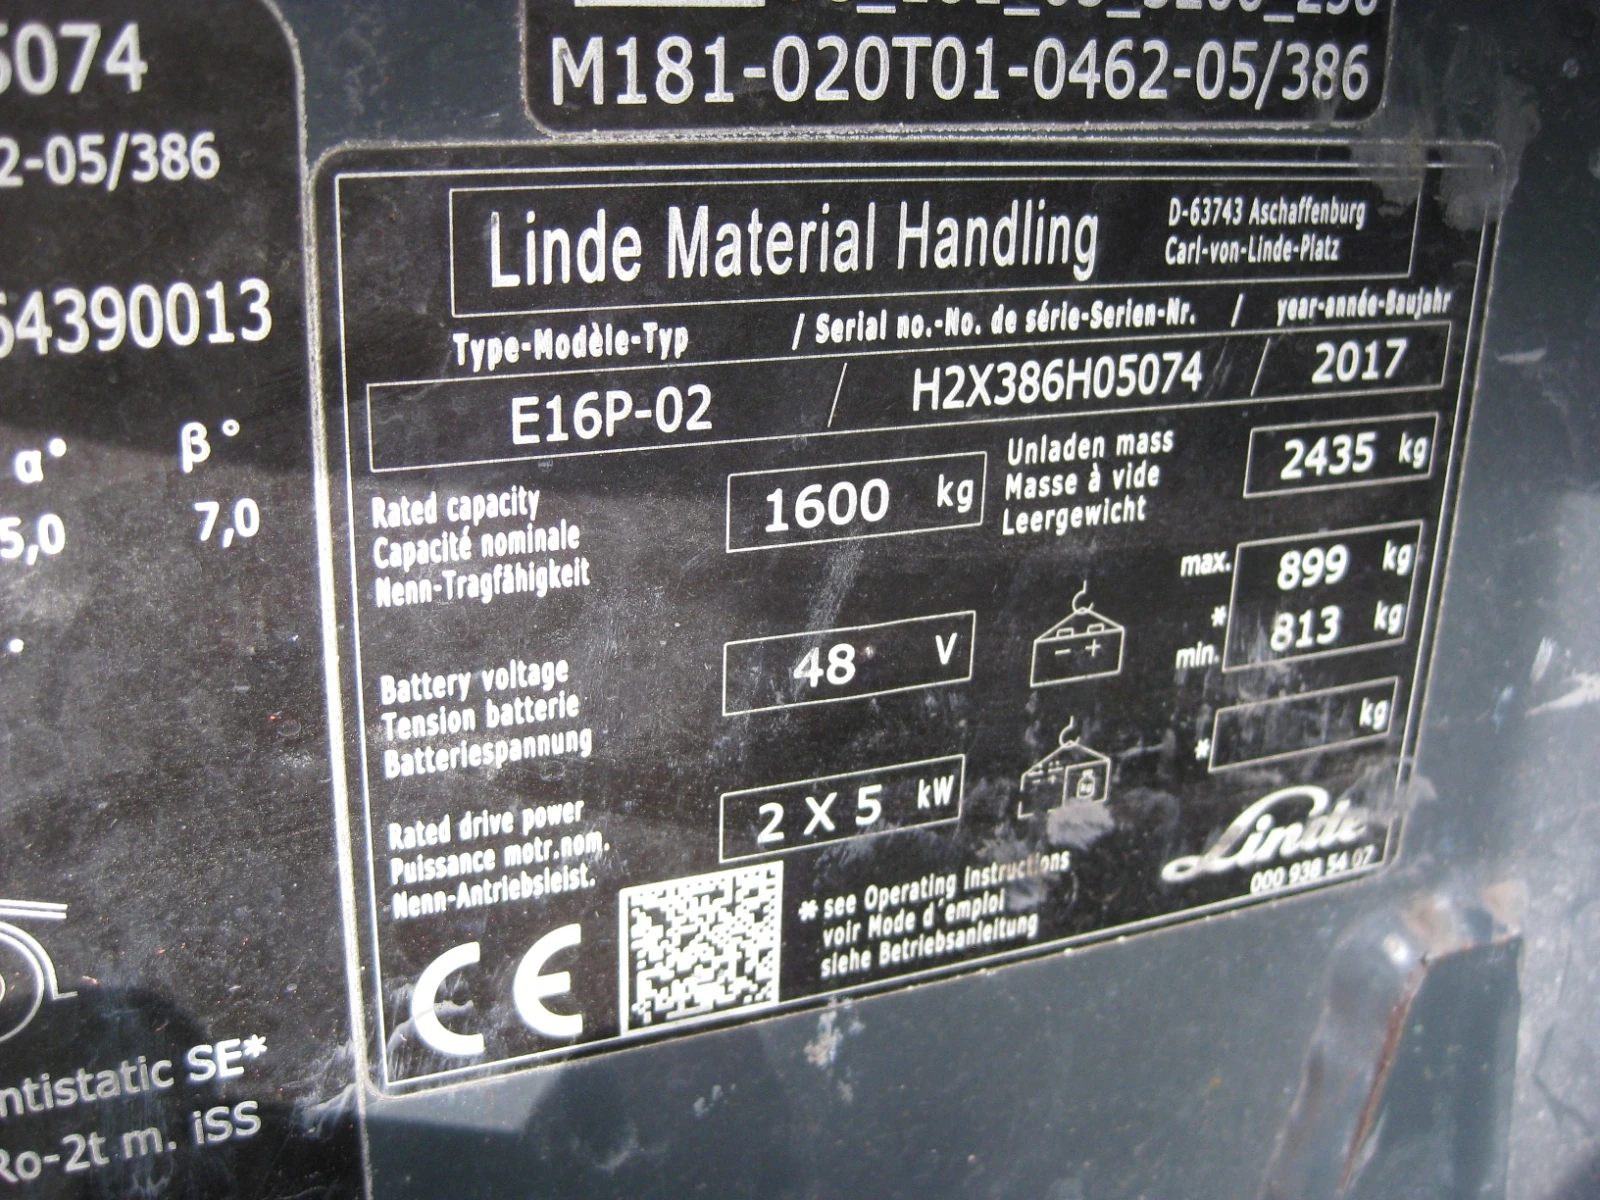 5074
2-05/386
64390013
α° β°
5,0 7,0
SE*
Ro-2t m. iSS
M181-020T01-0462-05/386
Linde Material Handling
D-63743 Aschaffenburg
Carl-von-Linde-Platz
Type-Modèle-Typ / Serial no.-No. de série-Serien-Nr. / year-année-Baujahr
E16P-02 / H2X386H05074 / 2017
Rated capacity
Capacité nominale
Nenn-Tragfähigkeit
1600 kg
Unladen mass
Masse à vide
Leergewicht
2435 kg
Battery voltage
Tension batterie
Batteriespannung
48 V
- +
max. 899 kg
*
min. 813 kg
Rated drive power
Puissance motr.nom.
Nenn-Antriebsleist.
2 X 5 kW
* kg
CE
* see Operating instructions
voir Mode d'emploi
siehe Betriebsanleitung
Linde
000 938 54 07